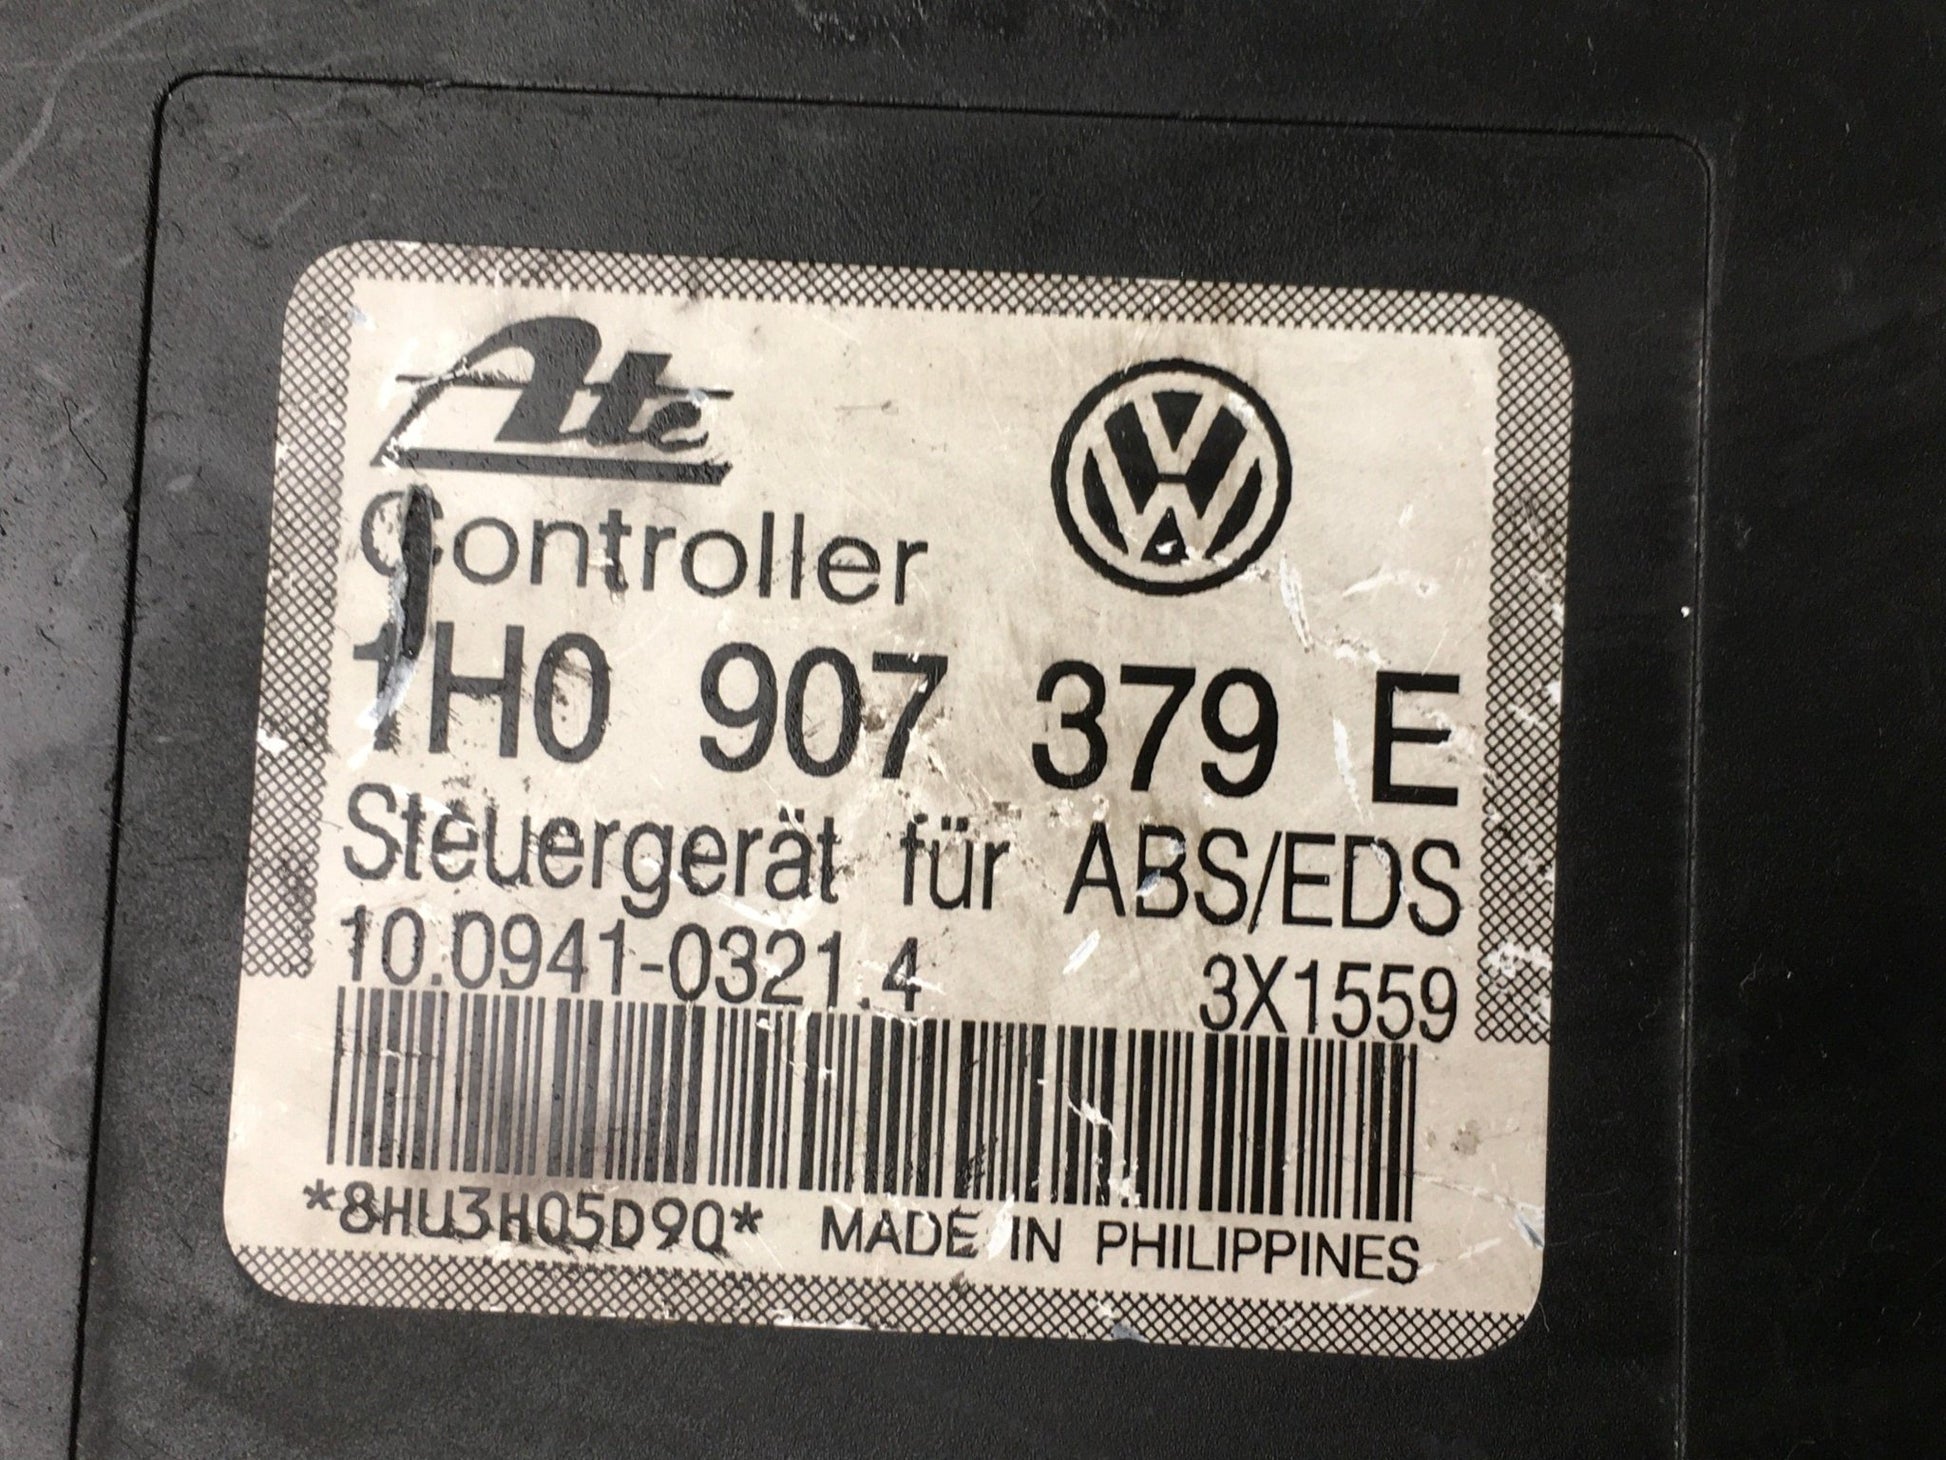 Ate
Controller
1H0 907 379 E
Steuergerät für ABS/EDS
10.0941-0321.4 3X1559
*8HU3H05D90* MADE IN PHILIPPINES